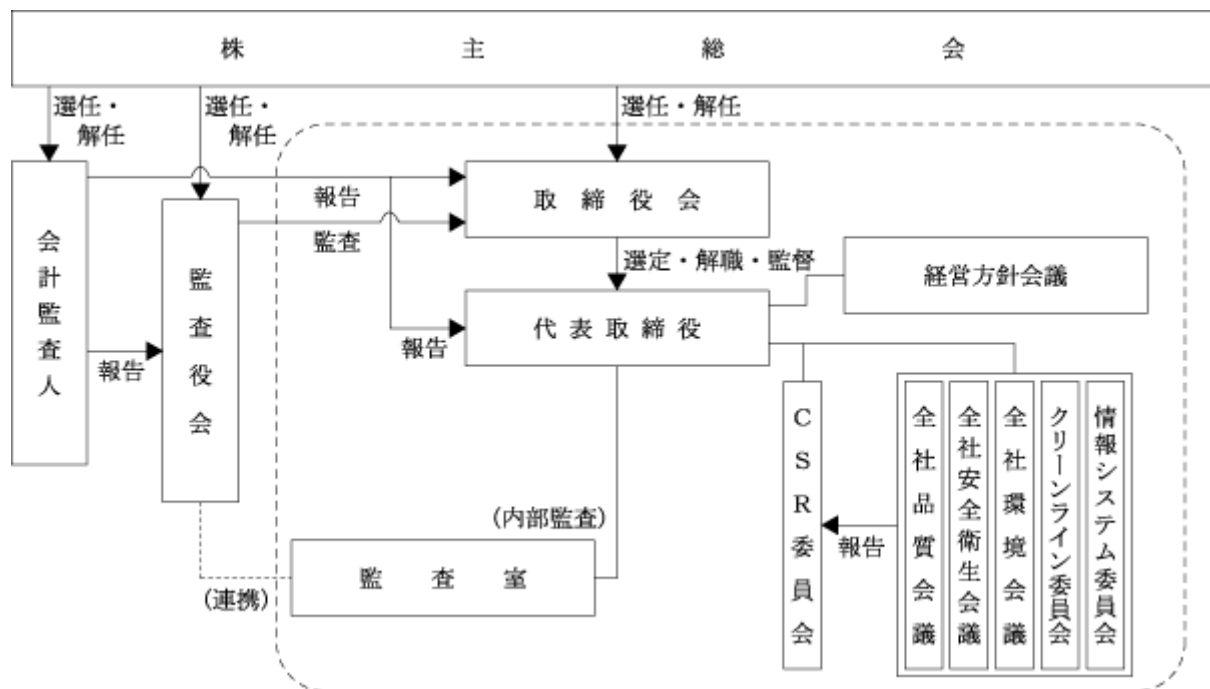 株主総会
選任・
解任
選任・
解任
選任・解任
会計監査人
監査役会
取締役会
報告
監査
選定・解職・監督
経営方針会議
代表取締役
報告
報告
CSR委員会
全社品質会議
全社安全衛生会議
全社環境会議
クリーンライン委員会
情報システム委員会
報告
(内部監査)
監査室
(連携)